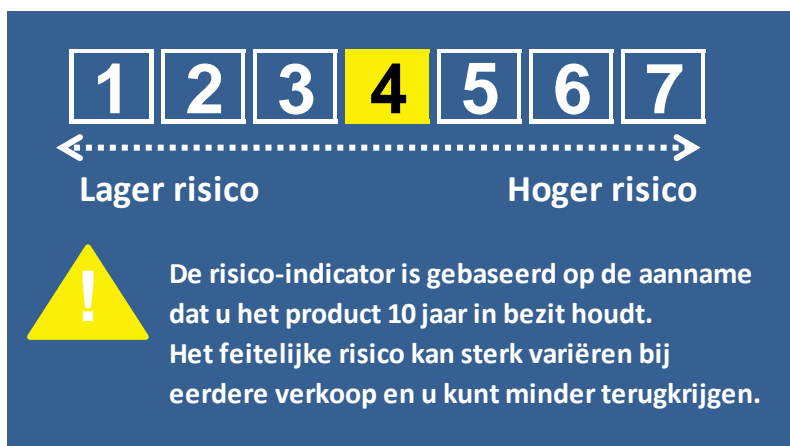 1 2 3 4 5 6 7
Lager risico Hoger risico
!
De risico-indicator is gebaseerd op de aanname
dat u het product 10 jaar in bezit houdt.
Het feitelijke risico kan sterk variëren bij
eerdere verkoop en u kunt minder terugkrijgen.